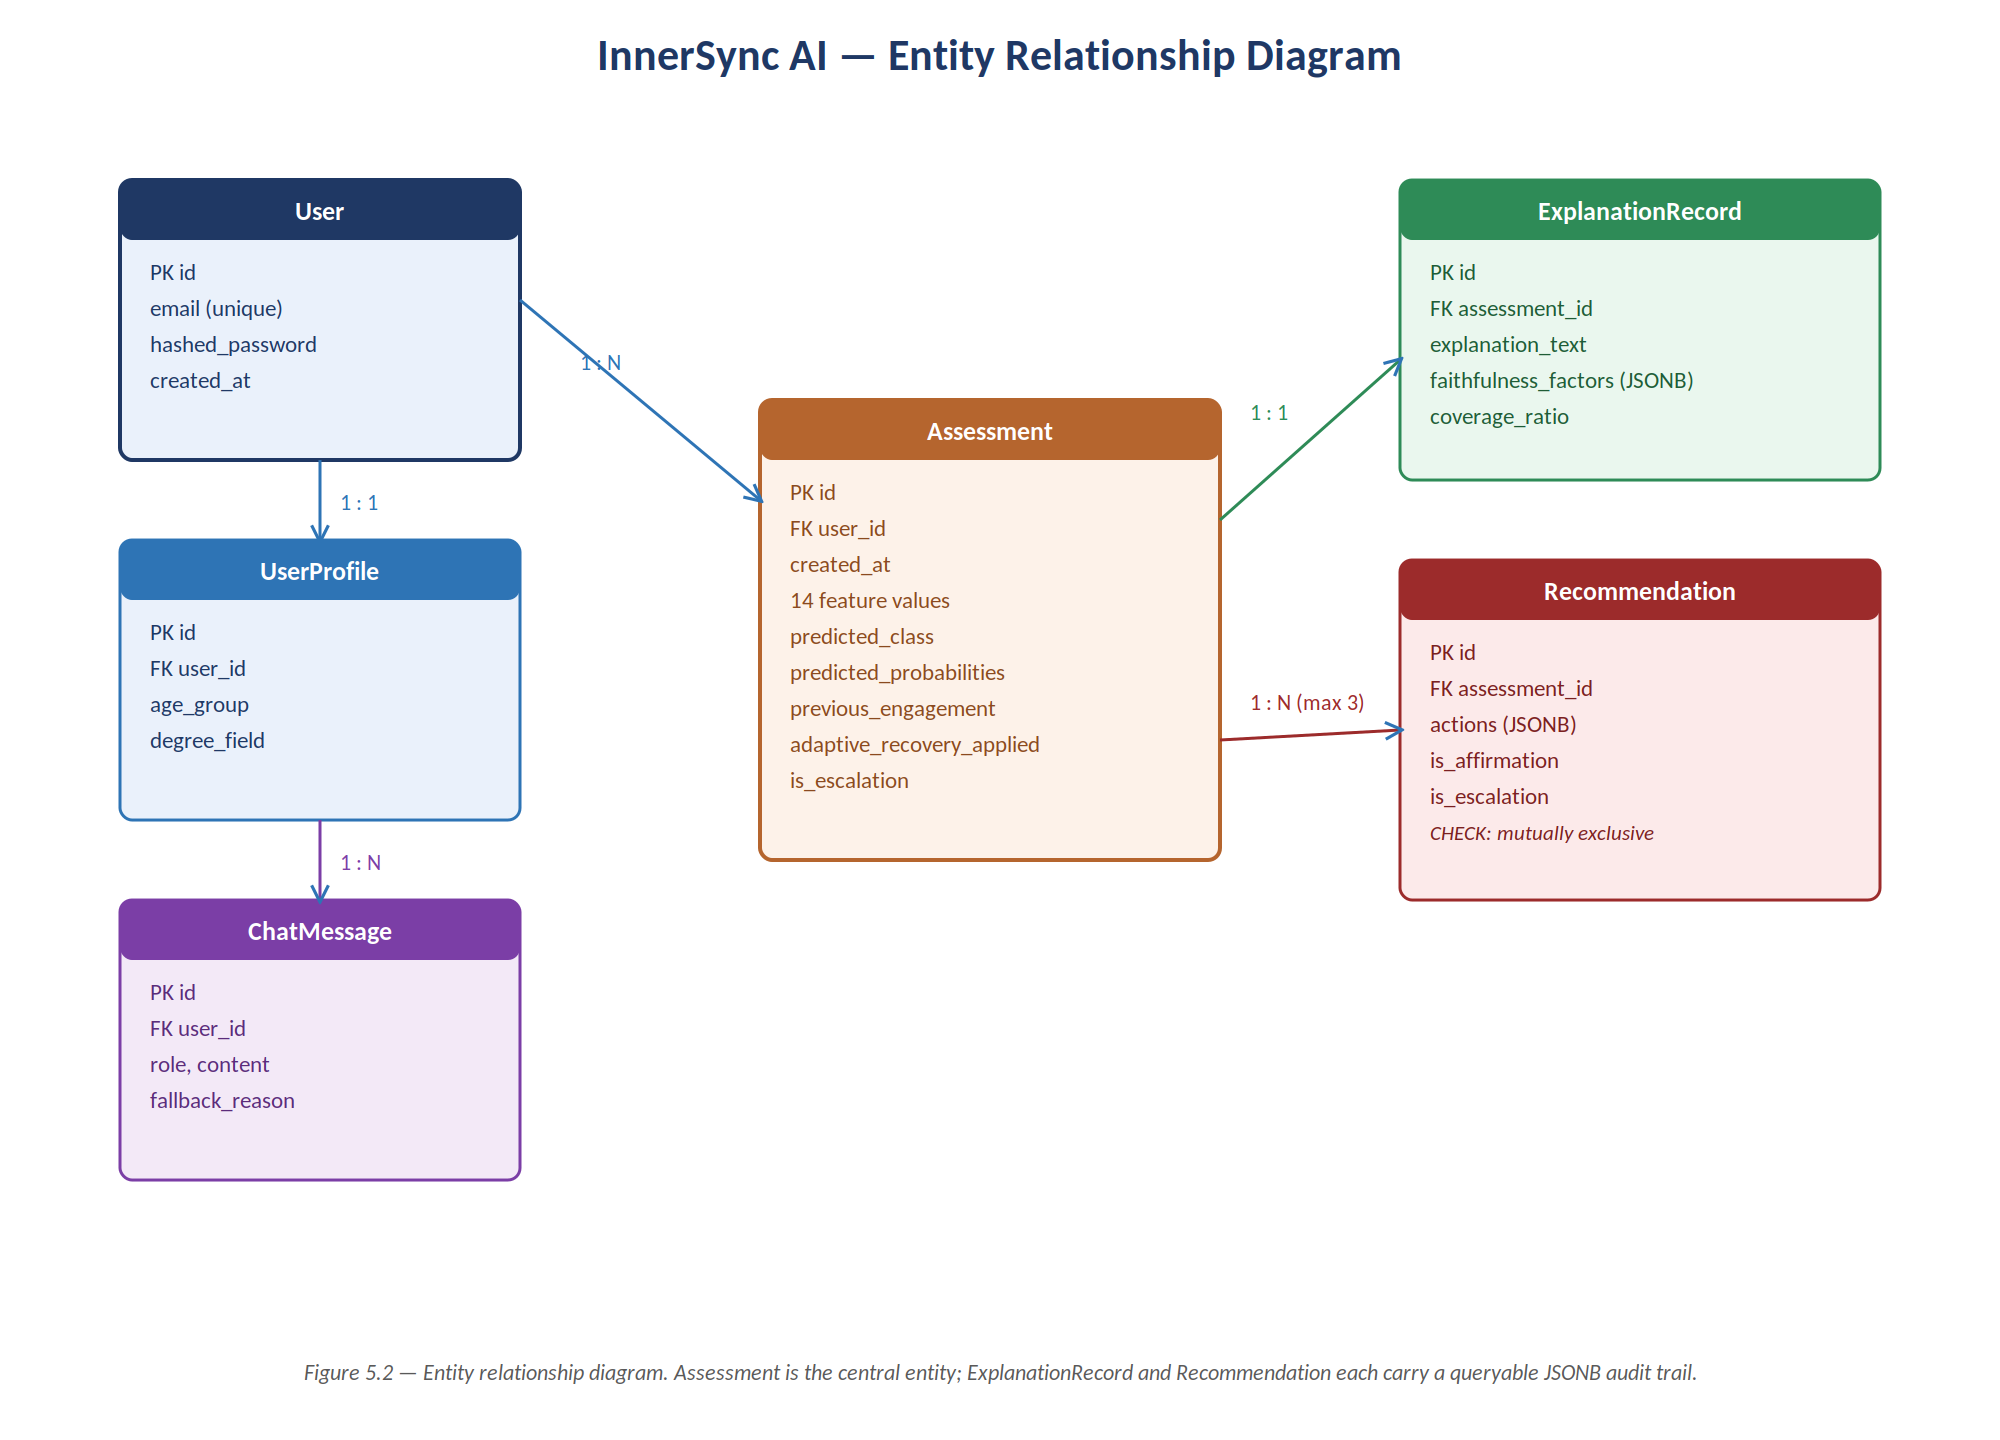 InnerSync AI — Entity Relationship Diagram
User
PK id
email (unique)
hashed_password
created_at
1 : 1
UserProfile
PK id
FK user_id
age_group
degree_field
1 : N
ChatMessage
PK id
FK user_id
role, content
fallback_reason
1 : N
Assessment
PK id
FK user_id
created_at
14 feature values
predicted_class
predicted_probabilities
previous_engagement
adaptive_recovery_applied
is_escalation
1 : 1
ExplanationRecord
PK id
FK assessment_id
explanation_text
faithfulness_factors (JSONB)
coverage_ratio
1 : N (max 3)
Recommendation
PK id
FK assessment_id
actions (JSONB)
is_affirmation
is_escalation
CHECK: mutually exclusive
Figure 5.2 — Entity relationship diagram. Assessment is the central entity; ExplanationRecord and Recommendation each carry a queryable JSONB audit trail.